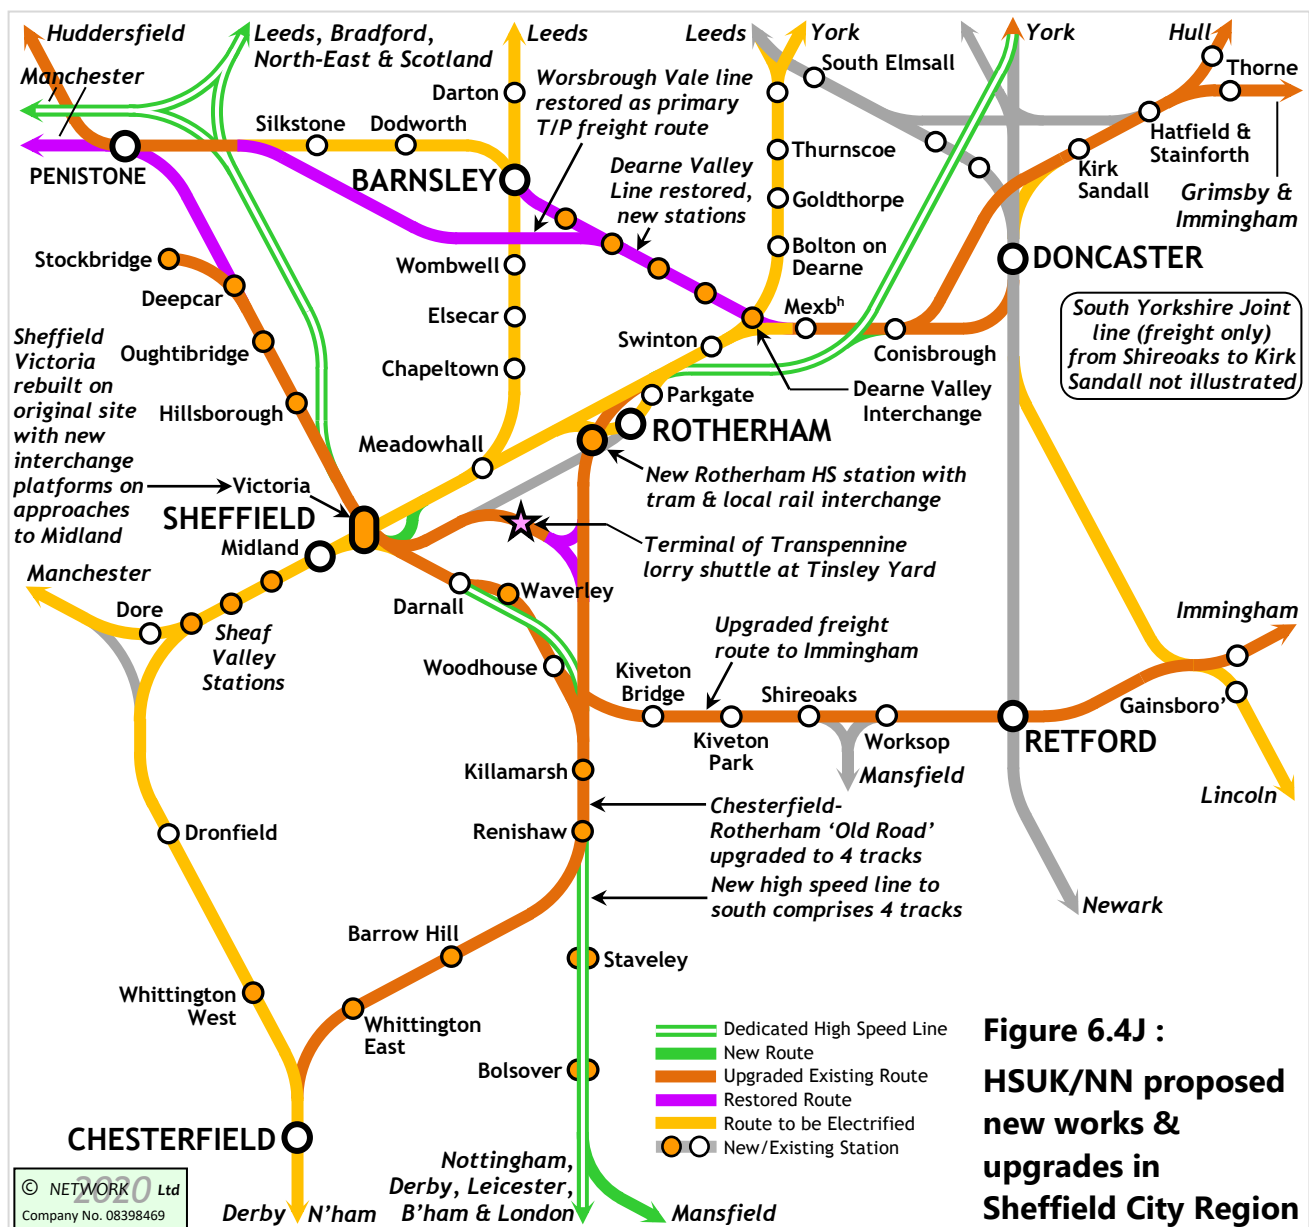 Huddersfield
Leeds, Bradford,
North-East & Scotland
Leeds
Leeds
York
York
Hull
Manchester
Darton
Worsbrough Vale line
restored as primary
T/P freight route
South Elmsall
Thorne
Silkstone
Dodworth
Hatfield &
Stainforth
PENISTONE
BARNSLEY
Dearne Valley
Line restored,
new stations
Thurnscoe
Goldthorpe
Kirk
Sandall
Grimsby &
Immingham
Stockbridge
Deepcar
Wombwell
Bolton on
Dearne
DONCASTER
Elsecar
Mexbʰ
South Yorkshire Joint
line (freight only)
from Shireoaks to Kirk
Sandall not illustrated
Sheffield
Victoria
rebuilt on
original site
with new
interchange
platforms on
approaches
to Midland
Oughtibridge
Swinton
Conisbrough
Chapeltown
Hillsborough
Parkgate
Dearne Valley
Interchange
Meadowhall
ROTHERHAM
Victoria
SHEFFIELD
New Rotherham HS station with
tram & local rail interchange
Midland
Terminal of Transpennine
lorry shuttle at Tinsley Yard
Manchester
Dore
Darnall
Waverley
Sheaf
Valley
Stations
Woodhouse
Upgraded freight
route to Immingham
Immingham
Kiveton
Bridge
Shireoaks
Kiveton
Park
Worksop
RETFORD
Gainsboro’
Killamarsh
Mansfield
Lincoln
Dronfield
Renishaw
Chesterfield-
Rotherham ‘Old Road’
upgraded to 4 tracks
New high speed line to
south comprises 4 tracks
Newark
Barrow Hill
Staveley
Whittington
West
Whittington
East
Bolsover
Dedicated High Speed Line
New Route
Upgraded Existing Route
Restored Route
Route to be Electrified
New/Existing Station
Figure 6.4J :
HSUK/NN proposed
new works &
upgrades in
Sheffield City Region
CHESTERFIELD
Nottingham,
Derby, Leicester,
B’ham & London
Derby
N’ham
Mansfield
© NETWORK 2020 Ltd
Company No. 08398469